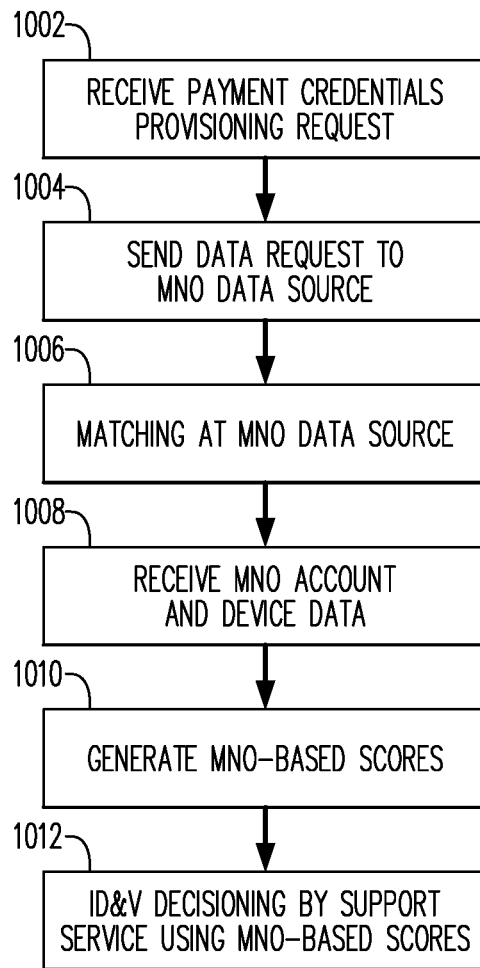 1002
RECEIVE PAYMENT CREDENTIALS
PROVISIONING REQUEST
1004
SEND DATA REQUEST TO
MNO DATA SOURCE
1006
MATCHING AT MNO DATA SOURCE
1008
RECEIVE MNO ACCOUNT
AND DEVICE DATA
1010
GENERATE MNO-BASED SCORES
1012
ID&V DECISIONING BY SUPPORT
SERVICE USING MNO-BASED SCORES